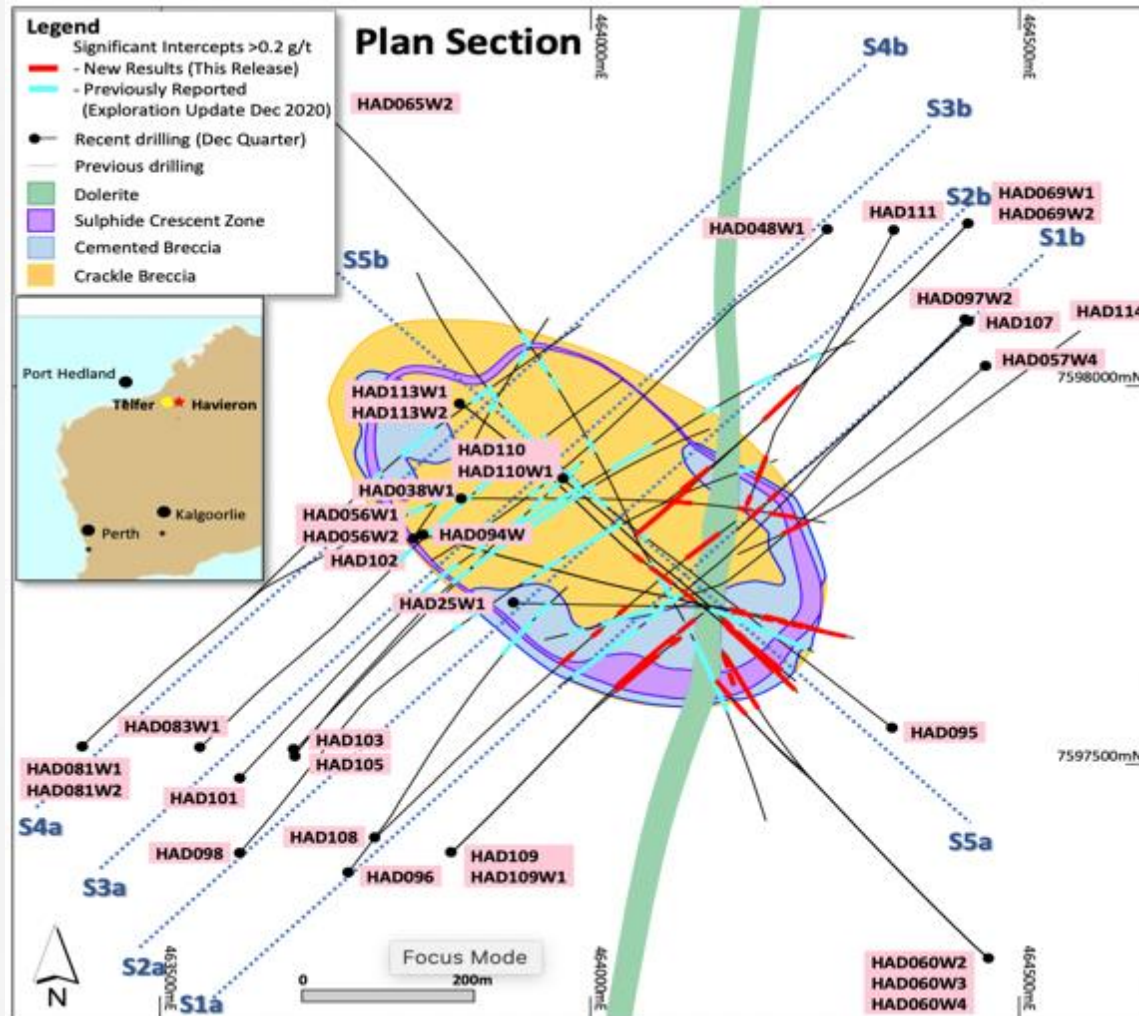 Legend
Significant Intercepts >0.2 g/t
- New Results (This Release)
- Previously Reported
(Exploration Update Dec 2020)
Recent drilling (Dec Quarter)
Previous drilling
Dolerite
Sulphide Crescent Zone
Cemented Breccia
Crackle Breccia
Plan Section
464000mE
464500mE
S4b
S3b
S2b
S1b
S5b
HAD065W2
HAD069W1
HAD069W2
HAD111
HAD048W1
HAD097W2
HAD107
HAD114
HAD057W4
7598000mN
Port Hedland
Telfer
Havieron
Kalgoorlie
Perth
HAD113W1
HAD113W2
HAD110
HAD110W1
HAD038W1
HAD056W1
HAD056W2
HAD094W
HAD102
HAD25W1
HAD083W1
HAD103
HAD105
HAD095
HAD081W1
HAD081W2
HAD101
7597500mN
S4a
HAD098
HAD108
HAD109
HAD109W1
HAD096
S5a
S3a
S2a
S1a
N
463500mE
Focus Mode
0
200m
464000mE
464500mE
HAD060W2
HAD060W3
HAD060W4